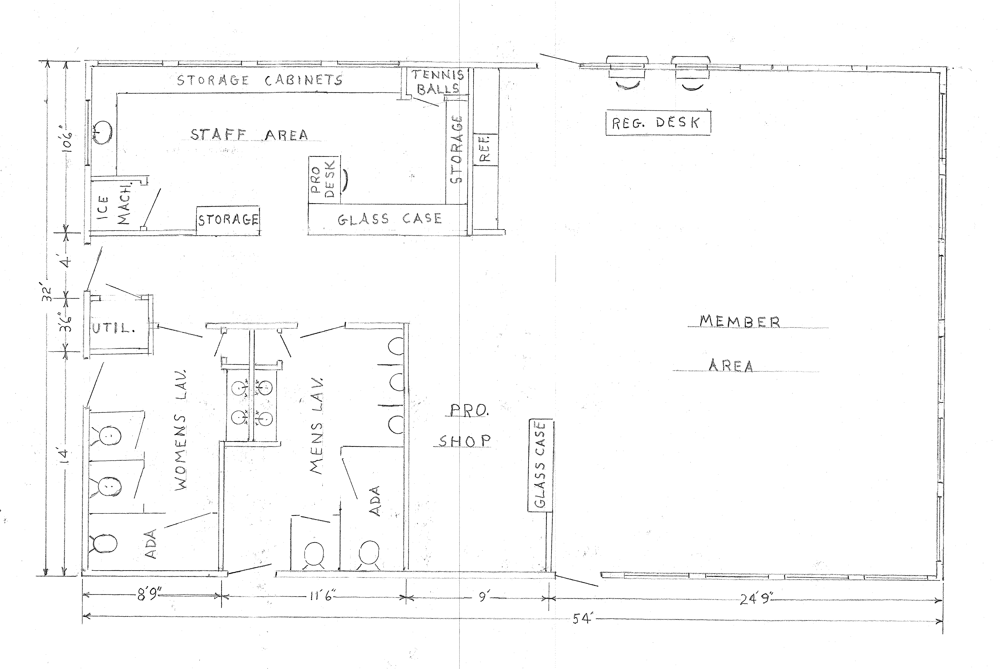 STORAGE CABINETS
TENNIS
BALLS
STAFF AREA
REG. DESK
STORAGE
REF.
PRO
DESK
ICE
MACH.
STORAGE
GLASS CASE
10'6"
4'
32'
3'6"
14'
UTIL.
WOMENS LAV.
MENS LAV.
ADA
ADA
PRO.
SHOP
GLASS CASE
MEMBER
AREA
8'9"
11'6"
9'
24'9"
54'